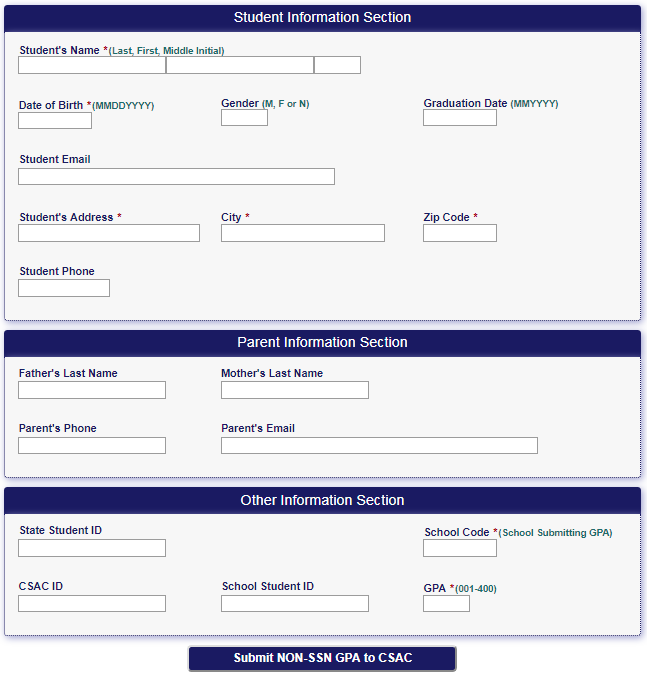 Student Information Section
Student's Name *(Last, First, Middle Initial)
Date of Birth *(MMDDYYYY) Gender (M, F or N) Graduation Date (MMYYYY)
Student Email
Student's Address * City * Zip Code *
Student Phone
Parent Information Section
Father's Last Name Mother's Last Name
Parent's Phone Parent's Email
Other Information Section
State Student ID School Code *(School Submitting GPA)
CSAC ID School Student ID GPA *(001-400)
Submit NON-SSN GPA to CSAC